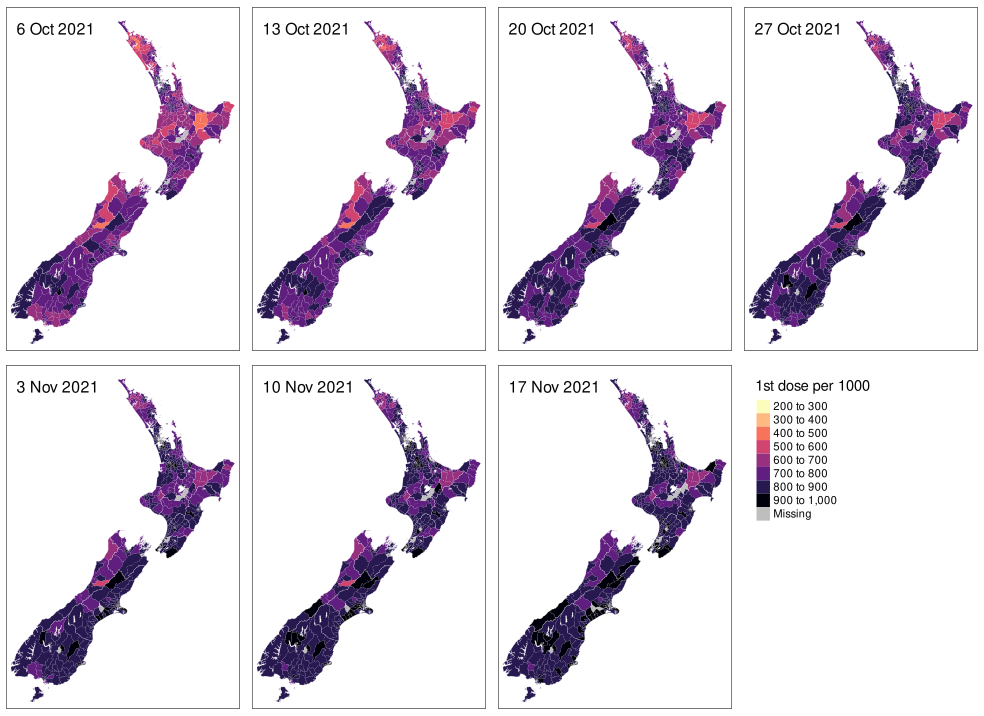 6 Oct 2021
13 Oct 2021
20 Oct 2021
27 Oct 2021
3 Nov 2021
10 Nov 2021
17 Nov 2021
1st dose per 1000
200 to 300
300 to 400
400 to 500
500 to 600
600 to 700
700 to 800
800 to 900
900 to 1,000
Missing